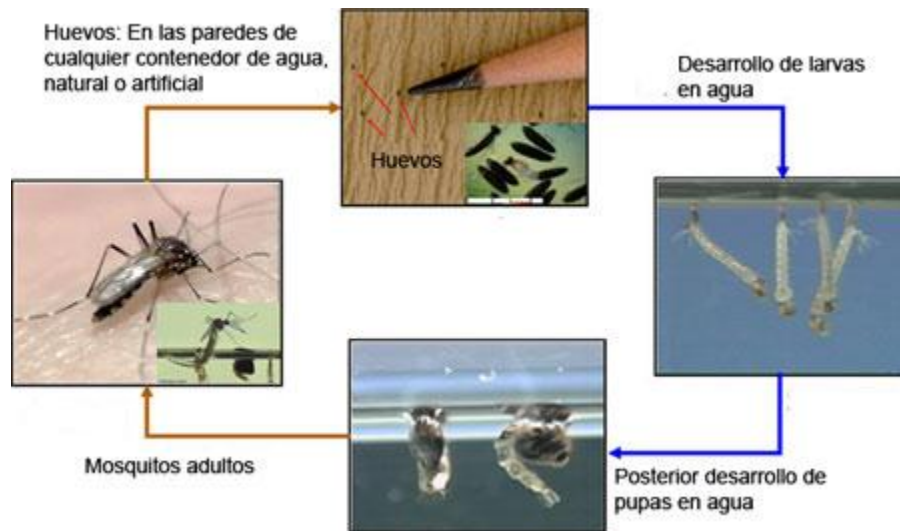 Huevos: En las paredes de
cualquier contenedor de agua,
natural o artificial
Huevos
Desarrollo de larvas
en agua
Posterior desarrollo de
pupas en agua
Mosquitos adultos